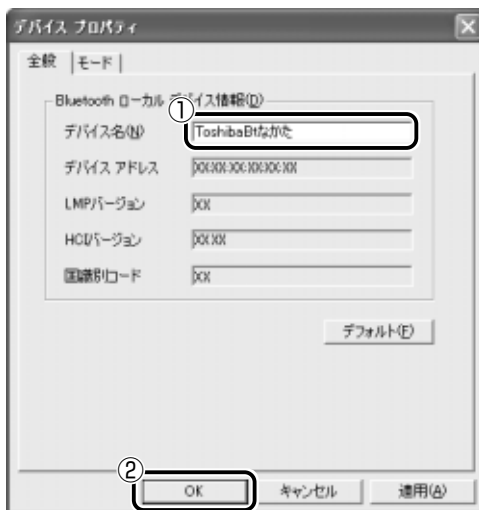 デバイス プロパティ
全般 モード
Bluetooth ローカル デバイス情報(D)
①
デバイス名(N) ToshibaBtなかた
デバイス アドレス XX:XX:XX:XX:XX:XX
LMPバージョン XX
HCIバージョン XX.XX
国識別コード XX
デフォルト(F)
②
OK キャンセル 適用(A)